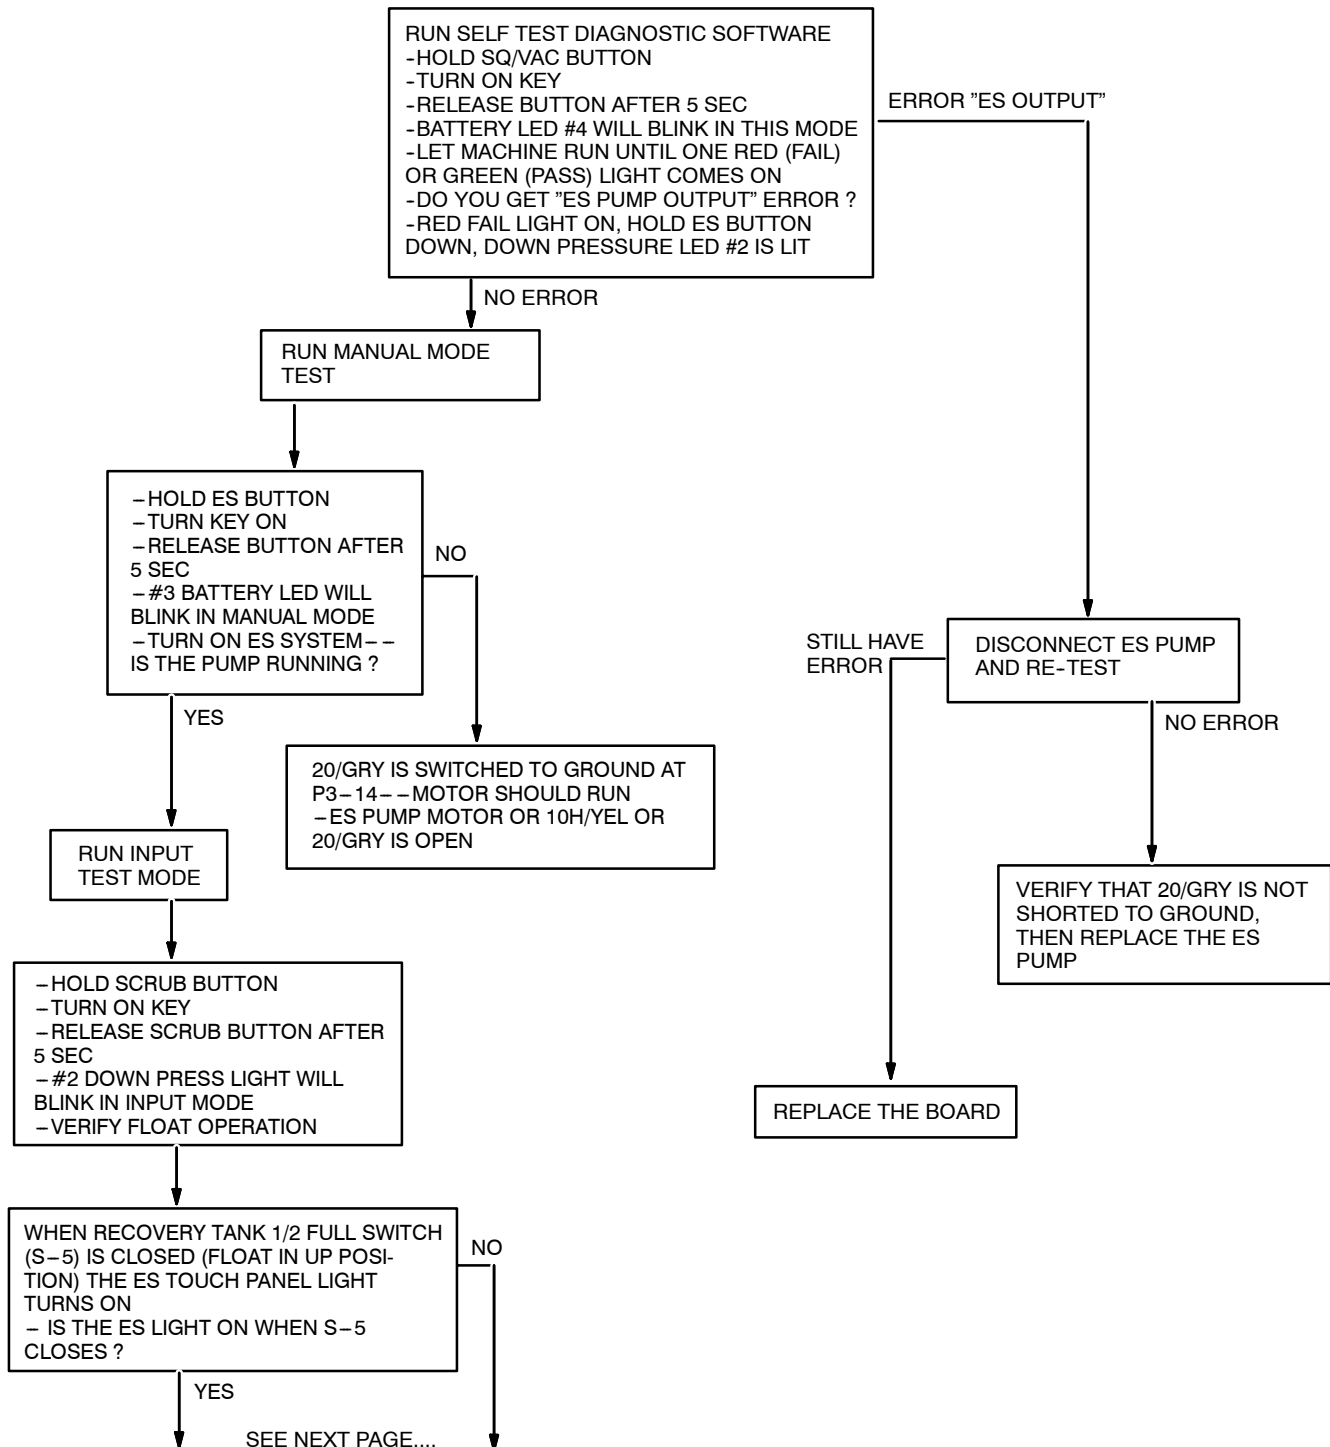 RUN SELF TEST DIAGNOSTIC SOFTWARE
-HOLD SQ/VAC BUTTON
-TURN ON KEY
-RELEASE BUTTON AFTER 5 SEC
-BATTERY LED #4 WILL BLINK IN THIS MODE
-LET MACHINE RUN UNTIL ONE RED (FAIL)
OR GREEN (PASS) LIGHT COMES ON
-DO YOU GET ”ES PUMP OUTPUT” ERROR ?
-RED FAIL LIGHT ON, HOLD ES BUTTON
DOWN, DOWN PRESSURE LED #2 IS LIT
ERROR ”ES OUTPUT”
NO ERROR
RUN MANUAL MODE
TEST
-HOLD ES BUTTON
-TURN KEY ON
-RELEASE BUTTON AFTER
5 SEC
-#3 BATTERY LED WILL
BLINK IN MANUAL MODE
-TURN ON ES SYSTEM--
IS THE PUMP RUNNING ?
NO
YES
20/GRY IS SWITCHED TO GROUND AT
P3-14--MOTOR SHOULD RUN
-ES PUMP MOTOR OR 10H/YEL OR
20/GRY IS OPEN
STILL HAVE
ERROR
DISCONNECT ES PUMP
AND RE-TEST
NO ERROR
VERIFY THAT 20/GRY IS NOT
SHORTED TO GROUND,
THEN REPLACE THE ES
PUMP
REPLACE THE BOARD
RUN INPUT
TEST MODE
-HOLD SCRUB BUTTON
-TURN ON KEY
-RELEASE SCRUB BUTTON AFTER
5 SEC
-#2 DOWN PRESS LIGHT WILL
BLINK IN INPUT MODE
-VERIFY FLOAT OPERATION
WHEN RECOVERY TANK 1/2 FULL SWITCH
(S-5) IS CLOSED (FLOAT IN UP POSI-
TION) THE ES TOUCH PANEL LIGHT
TURNS ON
- IS THE ES LIGHT ON WHEN S-5
CLOSES ?
NO
YES
SEE NEXT PAGE....